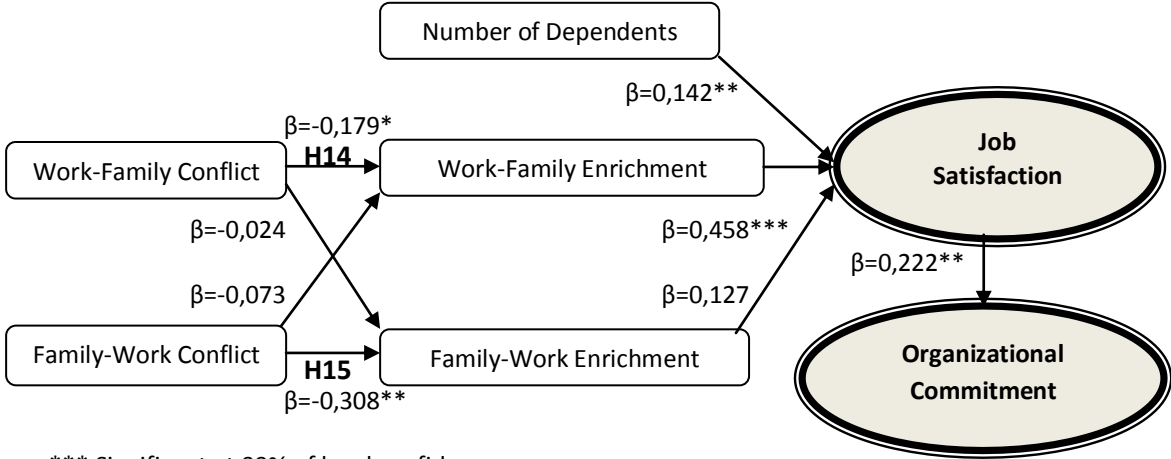 Number of Dependents
β=0,142**
β=-0,179*
H14
Job
Satisfaction
Work-Family Conflict
Work-Family Enrichment
β=-0,024
β=0,458***
β=0,222**
β=-0,073
β=0,127
Family-Work Conflict
H15
β=-0,308**
Family-Work Enrichment
Organizational
Commitment